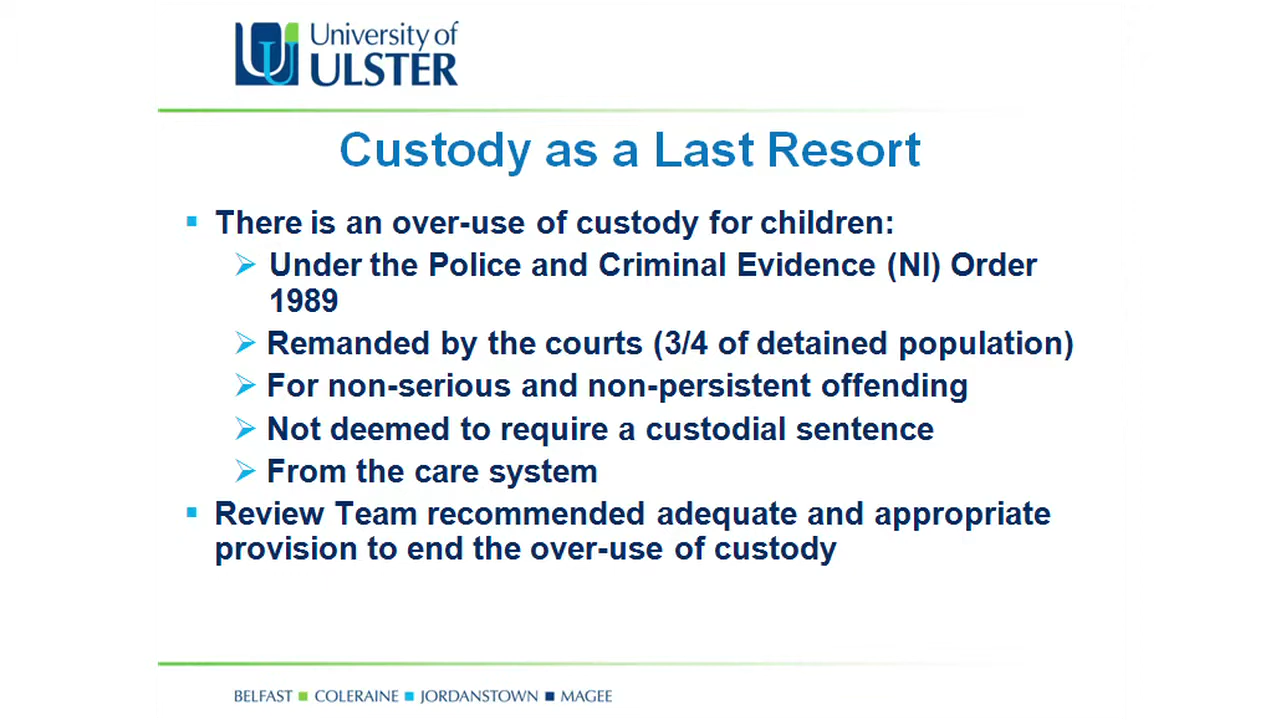 University of
ULSTER
Custody as a Last Resort
There is an over-use of custody for children:
Under the Police and Criminal Evidence (NI) Order
1989
Remanded by the courts (3/4 of detained population)
For non-serious and non-persistent offending
Not deemed to require a custodial sentence
From the care system
Review Team recommended adequate and appropriate
provision to end the over-use of custody
BELFAST ■ COLERAINE ■ JORDANSTOWN ■ MAGEE